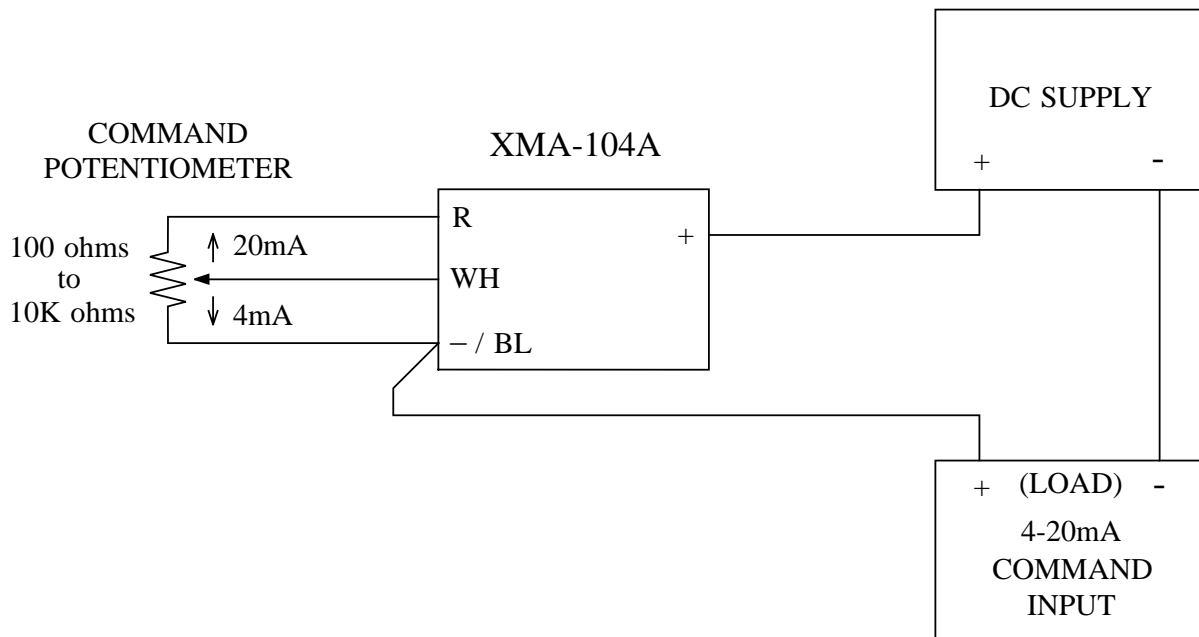 DC SUPPLY
+ -
COMMAND
POTENTIOMETER
XMA-104A
100 ohms
to
10K ohms
20mA
4mA
R
WH
− / BL
+
+ (LOAD) -
4-20mA
COMMAND
INPUT